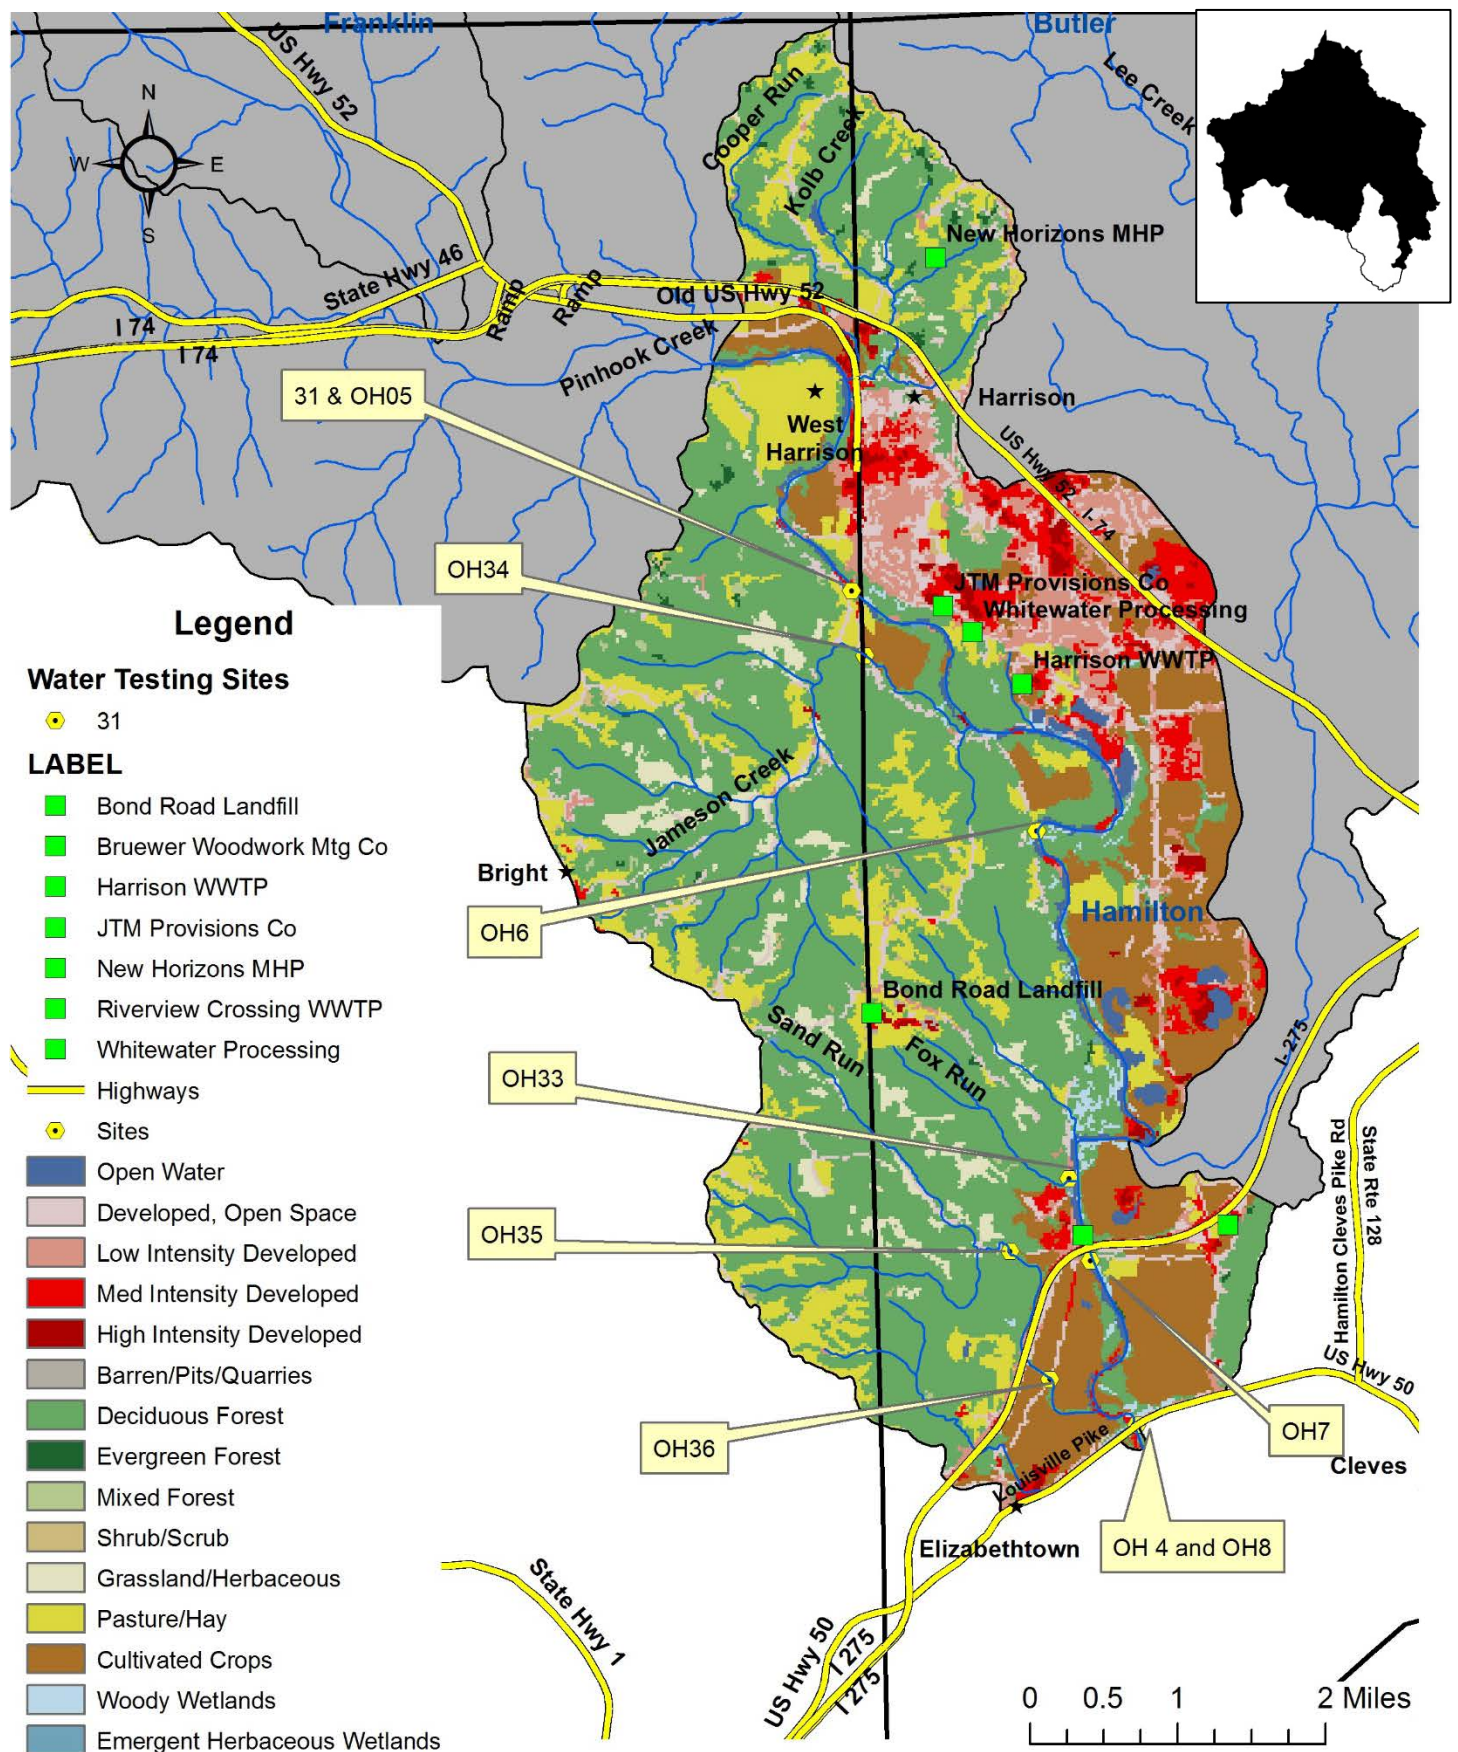 Franklin
Butler
US Hwy 52
Lee Creek
Cooper Run
Kolb Creek
N
W
E
S
New Horizons MHP
State Hwy 46
Ramp
Ramp
Old US Hwy 52
I 74
I 74
Pinhook Creek
31 & OH05
Harrison
West
Harrison
US Hwy 52
I-74
OH34
JTM Provisions Co
Whitewater Processing
Harrison WWTP
Legend
Water Testing Sites
31
LABEL
Bond Road Landfill
Bruewer Woodwork Mtg Co
Harrison WWTP
JTM Provisions Co
New Horizons MHP
Riverview Crossing WWTP
Whitewater Processing
Highways
Sites
Open Water
Developed, Open Space
Low Intensity Developed
Med Intensity Developed
High Intensity Developed
Barren/Pits/Quarries
Deciduous Forest
Evergreen Forest
Mixed Forest
Shrub/Scrub
Grassland/Herbaceous
Pasture/Hay
Cultivated Crops
Woody Wetlands
Emergent Herbaceous Wetlands
Jameson Creek
Bright
OH6
Hamilton
Bond Road Landfill
Sand Run
Fox Run
I-275
OH33
Hamilton Cleves Pike Rd
State Rte 128
OH35
US Hwy 50
OH36
OH7
Cleves
Louisville Pike
Elizabethtown
OH 4 and OH8
State Hwy 1
US Hwy 50
I 275
I 275
0 0.5 1 2 Miles